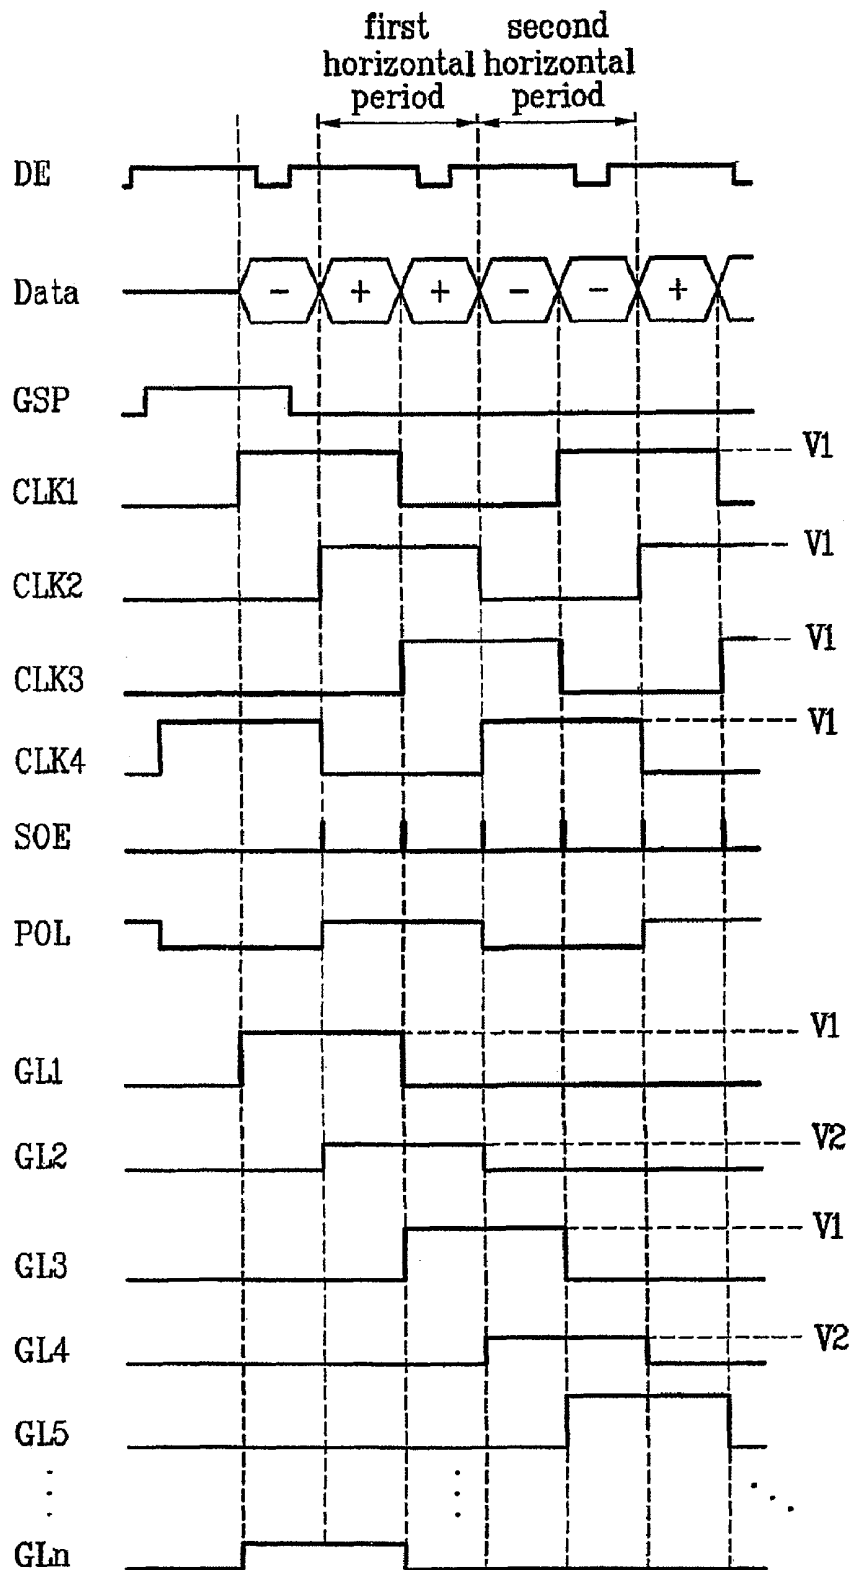 first second
horizontal horizontal
period period
DE
Data - + + - - +
GSP
V1
CLK1
V1
CLK2
V1
CLK3
V1
CLK4
SOE
POL
V1
GL1
V2
GL2
V1
GL3
V2
GL4
GL5
GLn